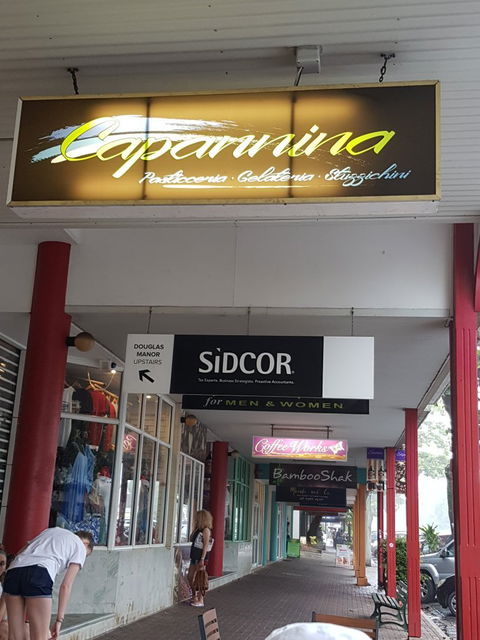 Capannina
Pasticceria · Gelateria · Stuzzichini
DOUGLAS
MANOR
UPSTAIRS
SiDCOR
Tax Experts. Business Strategists. Proactive Accountants.
for MEN & WOMEN
Coffee Works
BambooShak